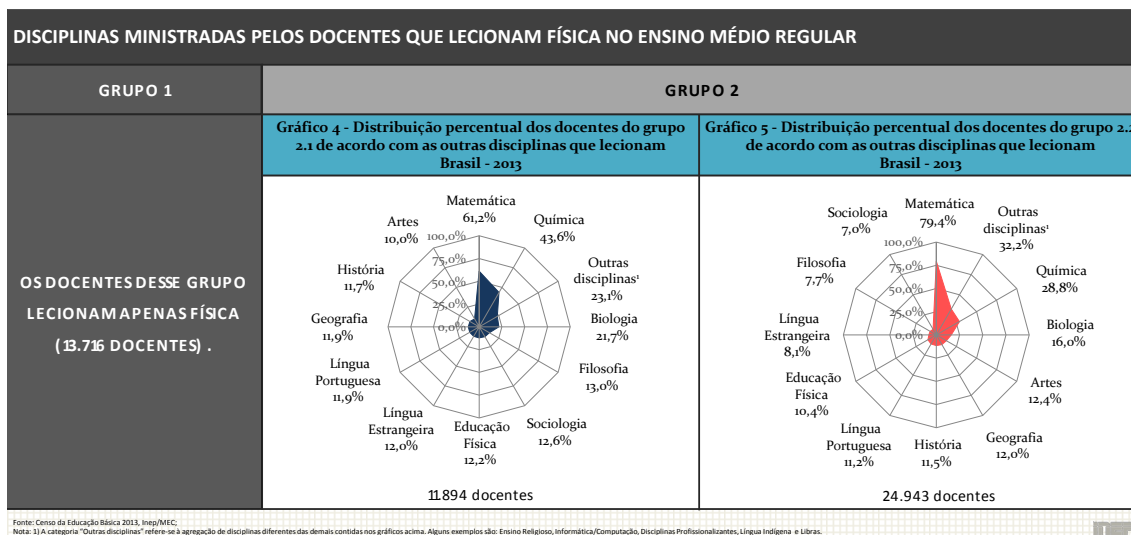 DISCIPLINAS MINISTRADAS PELOS DOCENTES QUE LECIONAM FÍSICA NO ENSINO MÉDIO REGULAR
GRUPO 1
GRUPO 2
OS DOCENTES DESSE GRUPO
LECIONAM APENAS FÍSICA
(13.716 DOCENTES) .
Gráfico 4 - Distribuição percentual dos docentes do grupo
2.1 de acordo com as outras disciplinas que lecionam
Brasil - 2013
Matemática
61,2%
Química
43,6%
Outras
disciplinas¹
23,1%
Biologia
21,7%
Filosofia
13,0%
Sociologia
12,6%
Educação
Física
12,2%
Língua
Estrangeira
12,0%
Língua
Portuguesa
11,9%
Geografia
11,9%
História
11,7%
Artes
10,0%
100,0%
75,0%
50,0%
25,0%
0,0%
11.894 docentes
Gráfico 5 - Distribuição percentual dos docentes do grupo 2.2
de acordo com as outras disciplinas que lecionam
Brasil - 2013
Matemática
79,4%
Outras
disciplinas¹
32,2%
Química
28,8%
Biologia
16,0%
Artes
12,4%
Geografia
12,0%
História
11,5%
Língua
Portuguesa
11,2%
Educação
Física
10,4%
Língua
Estrangeira
8,1%
Filosofia
7,7%
Sociologia
7,0%
100,0%
75,0%
50,0%
25,0%
0,0%
24.943 docentes
Fonte: Censo da Educação Básica 2013, Inep/MEC;
Nota: 1) A categoria "Outras disciplinas" refere-se à agregação de disciplinas diferentes das demais contidas nos gráficos acima. Alguns exemplos são: Ensino Religioso, Informática/Computação, Disciplinas Profissionalizantes, Língua Indígena e Libras.